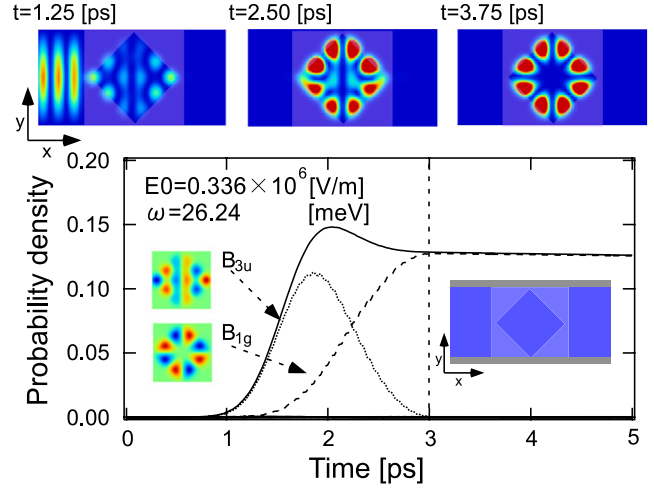 t=1.25 [ps] t=2.50 [ps] t=3.75 [ps]
y
x
Probability density
0.20
0.15
0.10
0.05
0.00
E0=0.336×10⁶[V/m]
ω=26.24 [meV]
B₃ᵤ
B₁g
y
x
0 1 2 3 4 5
Time [ps]